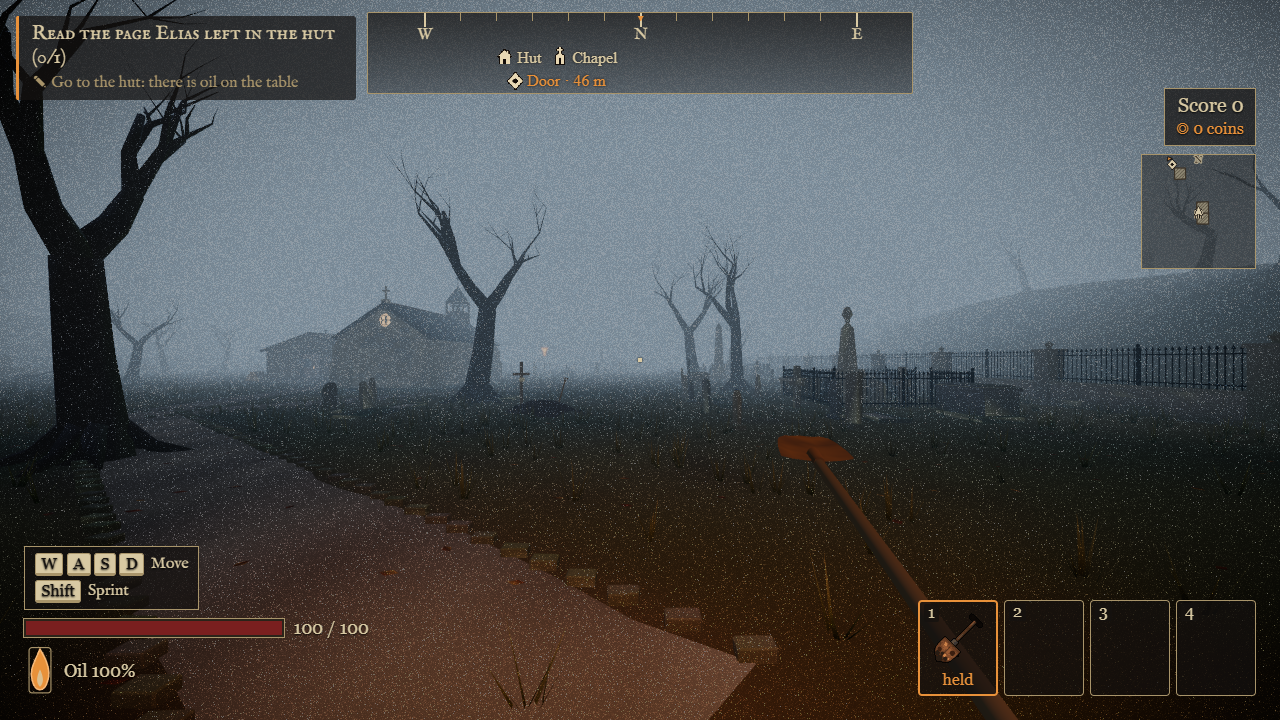 Read the page Elias left in the hut
(0/1)
Go to the hut: there is oil on the table
W N E
Hut Chapel
Door · 46 m
Score 0
0 coins
N
W A S D Move
Shift Sprint
100 / 100
Oil 100%
1 2 3 4
held